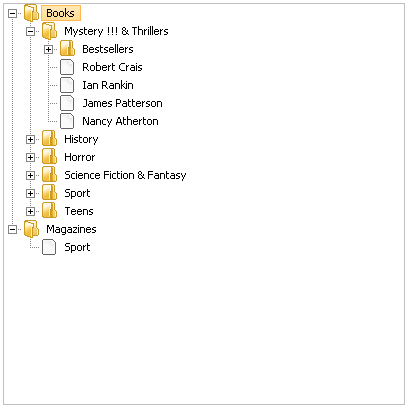 Books
Mystery !!! & Thrillers
Bestsellers
Robert Crais
Ian Rankin
James Patterson
Nancy Atherton
History
Horror
Science Fiction & Fantasy
Sport
Teens
Magazines
Sport